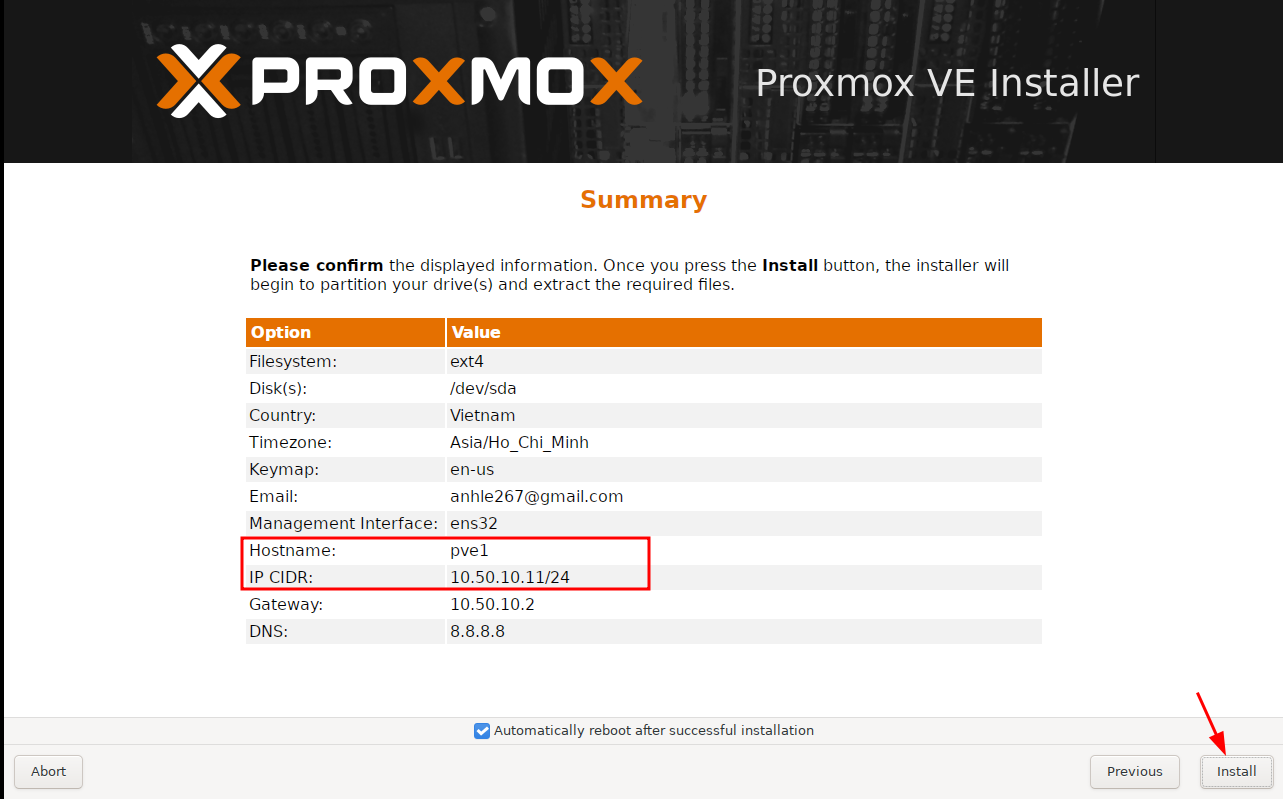 PROXMOX
Proxmox VE Installer
Summary
Please confirm the displayed information. Once you press the Install button, the installer will
begin to partition your drive(s) and extract the required files.
Option Value
Filesystem: ext4
Disk(s): /dev/sda
Country: Vietnam
Timezone: Asia/Ho_Chi_Minh
Keymap: en-us
Email: anhle267@gmail.com
Management Interface: ens32
Hostname: pve1
IP CIDR: 10.50.10.11/24
Gateway: 10.50.10.2
DNS: 8.8.8.8
Automatically reboot after successful installation
Abort Previous Install